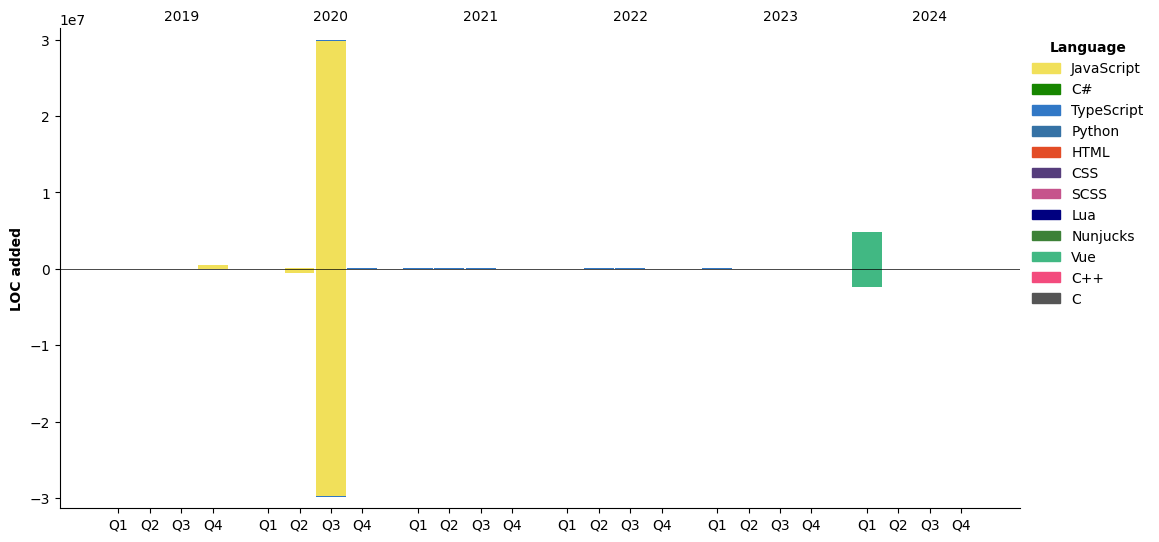 1e7
2019 2020 2021 2022 2023 2024
3
2
1
0
−1
−2
−3
LOC added
Q1 Q2 Q3 Q4 Q1 Q2 Q3 Q4 Q1 Q2 Q3 Q4 Q1 Q2 Q3 Q4 Q1 Q2 Q3 Q4 Q1 Q2 Q3 Q4
Language
JavaScript
C#
TypeScript
Python
HTML
CSS
SCSS
Lua
Nunjucks
Vue
C++
C